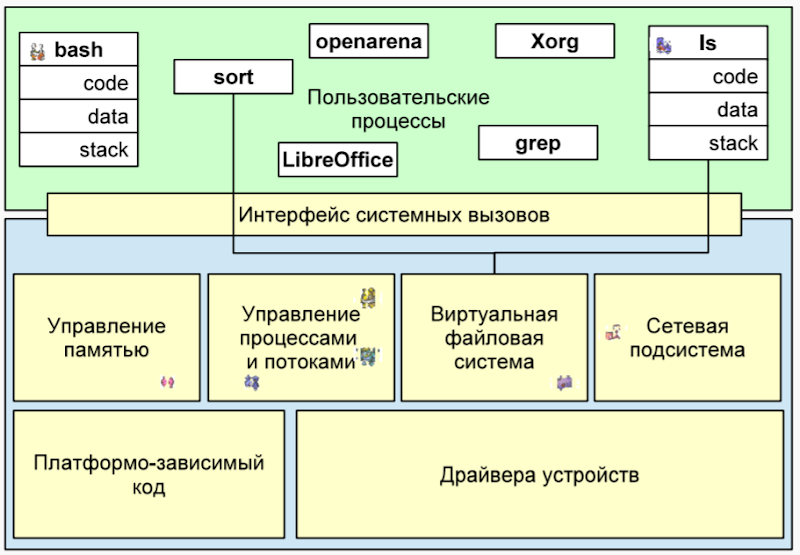 bash
code
data
stack
sort
openarena
Xorg
ls
code
data
stack
Пользовательские
процессы
LibreOffice
grep
Интерфейс системных вызовов
Управление
памятью
Управление
процессами
и потоками
Виртуальная
файловая
система
Сетевая
подсистема
Платформо-зависимый
код
Драйвера устройств